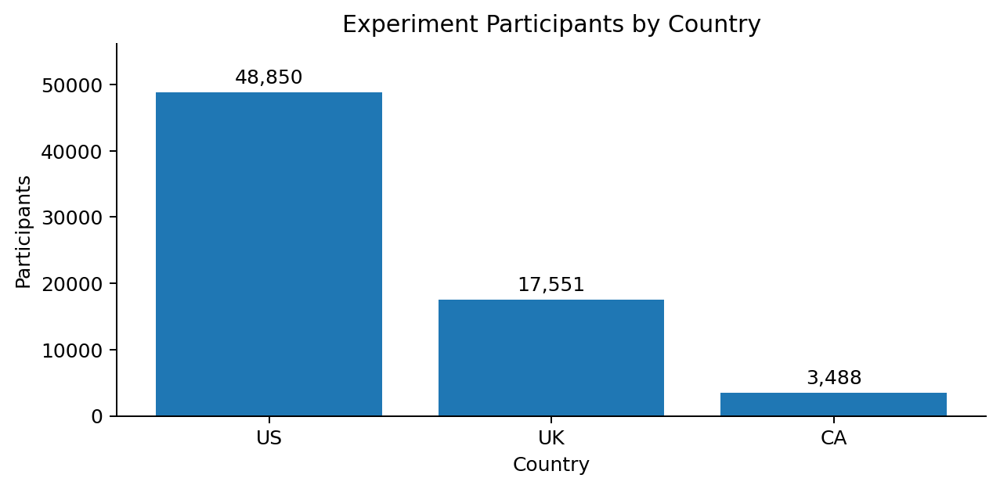 Experiment Participants by Country
Participants
50000
40000
30000
20000
10000
0
48,850
17,551
3,488
US
UK
CA
Country